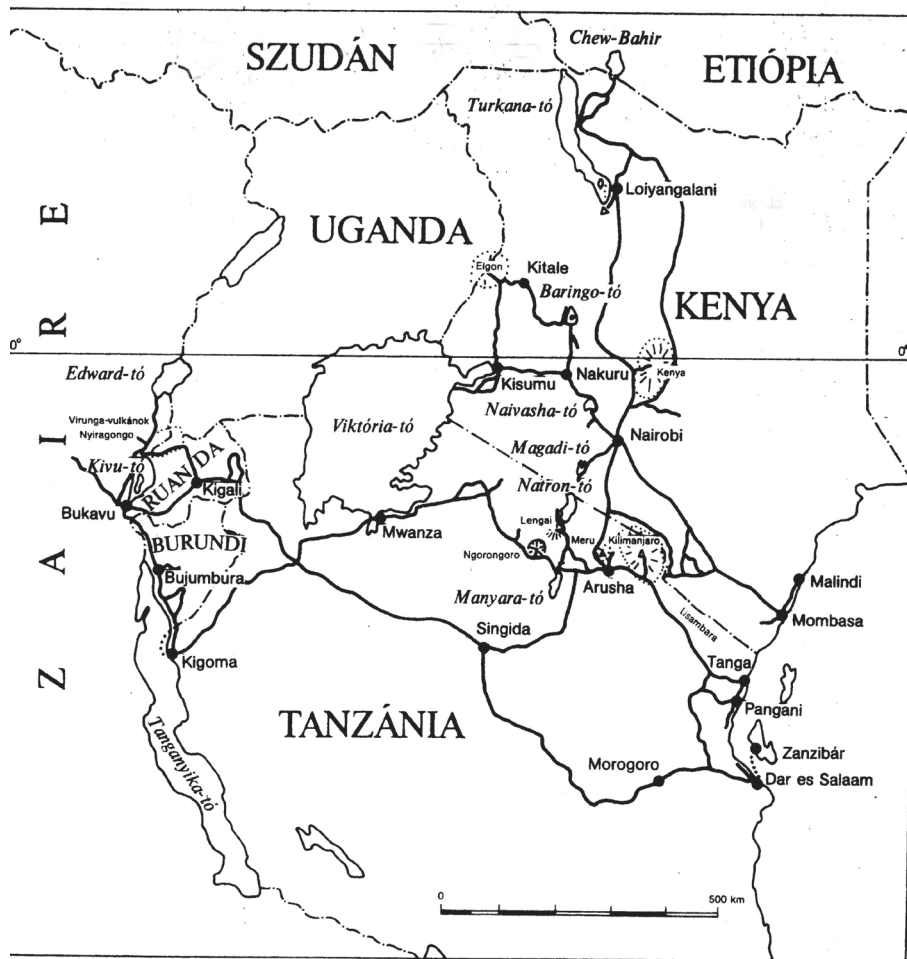 Chew-Bahir
SZUDÁN
ETIÓPIA
Turkana-tó
Loiyangalani
UGANDA
Elgon
Kitale
Baringo-tó
KENYA
ZAIRE
0°
0°
Edward-tó
Kisumu
Nakuru
Kenya
Naivasha-tó
Viktória-tó
Virunga-vulkánok
Nyiragongo
Nairobi
Magadi-tó
Kivu-tó
RUANDA
Kigali
Natron-tó
Bukavu
Mwanza
Lengai
BURUNDI
Meru
Kilimanjaro
Ngorongoro
Bujumbura
Arusha
Malindi
Manyara-tó
Mombasa
Lisambara
Singida
Kigoma
Tanga
Pangani
TANZÁNIA
Tanganyika-tó
Zanzibár
Morogoro
Dar es Salaam
0
500 km